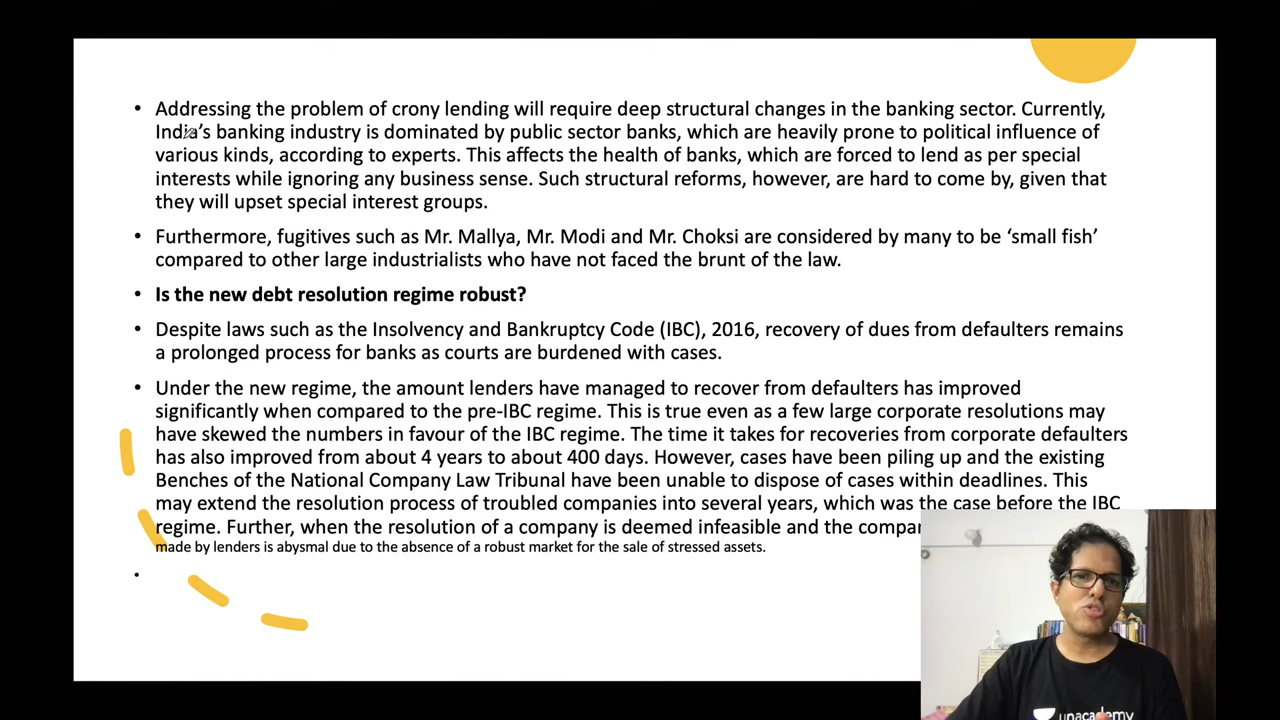 • Addressing the problem of crony lending will require deep structural changes in the banking sector. Currently,
India's banking industry is dominated by public sector banks, which are heavily prone to political influence of
various kinds, according to experts. This affects the health of banks, which are forced to lend as per special
interests while ignoring any business sense. Such structural reforms, however, are hard to come by, given that
they will upset special interest groups.
• Furthermore, fugitives such as Mr. Mallya, Mr. Modi and Mr. Choksi are considered by many to be ‘small fish’
compared to other large industrialists who have not faced the brunt of the law.
• Is the new debt resolution regime robust?
• Despite laws such as the Insolvency and Bankruptcy Code (IBC), 2016, recovery of dues from defaulters remains
a prolonged process for banks as courts are burdened with cases.
• Under the new regime, the amount lenders have managed to recover from defaulters has improved
significantly when compared to the pre-IBC regime. This is true even as a few large corporate resolutions may
have skewed the numbers in favour of the IBC regime. The time it takes for recoveries from corporate defaulters
has also improved from about 4 years to about 400 days. However, cases have been piling up and the existing
Benches of the National Company Law Tribunal have been unable to dispose of cases within deadlines. This
may extend the resolution process of troubled companies into several years, which was the case before the IBC
regime. Further, when the resolution of a company is deemed infeasible and the
made by lenders is abysmal due to the absence of a robust market for the sale of stressed assets.
•
unacademy